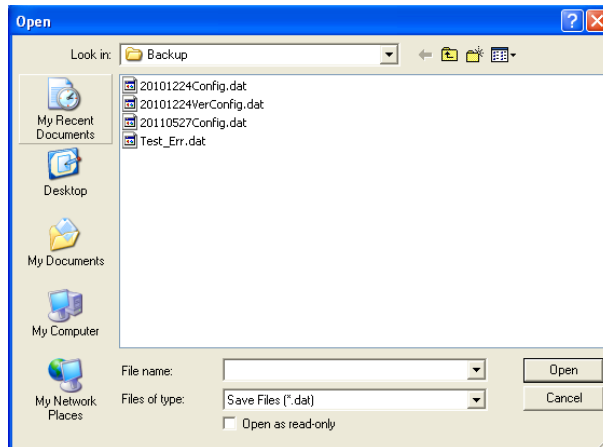 Open
Look in: Backup
20101224Config.dat
20101224VerConfig.dat
20110527Config.dat
Test_Err.dat
My Recent
Documents
Desktop
My Documents
My Computer
My Network
Places
File name:
Open
Files of type: Save Files (*.dat)
Cancel
Open as read-only